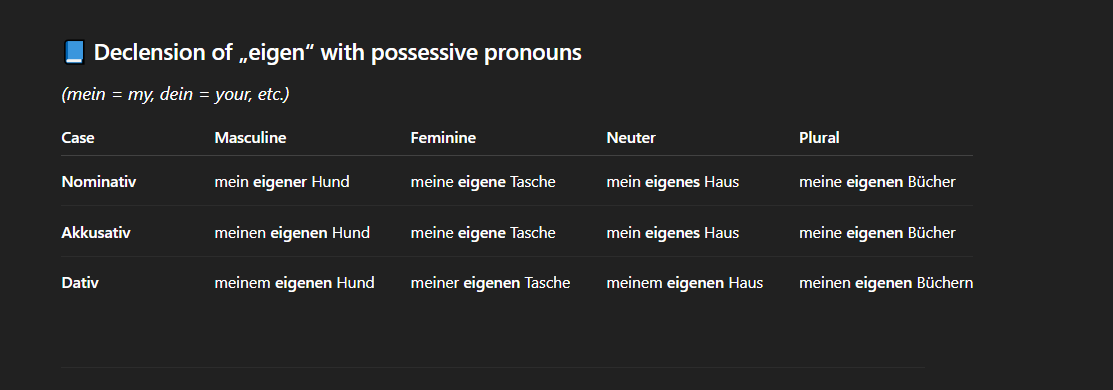 📘 Declension of „eigen“ with possessive pronouns
(mein = my, dein = your, etc.)
Case Masculine Feminine Neuter Plural
Nominativ mein eigener Hund meine eigene Tasche mein eigenes Haus meine eigenen Bücher
Akkusativ meinen eigenen Hund meine eigene Tasche mein eigenes Haus meine eigenen Bücher
Dativ meinem eigenen Hund meiner eigenen Tasche meinem eigenen Haus meinen eigenen Büchern